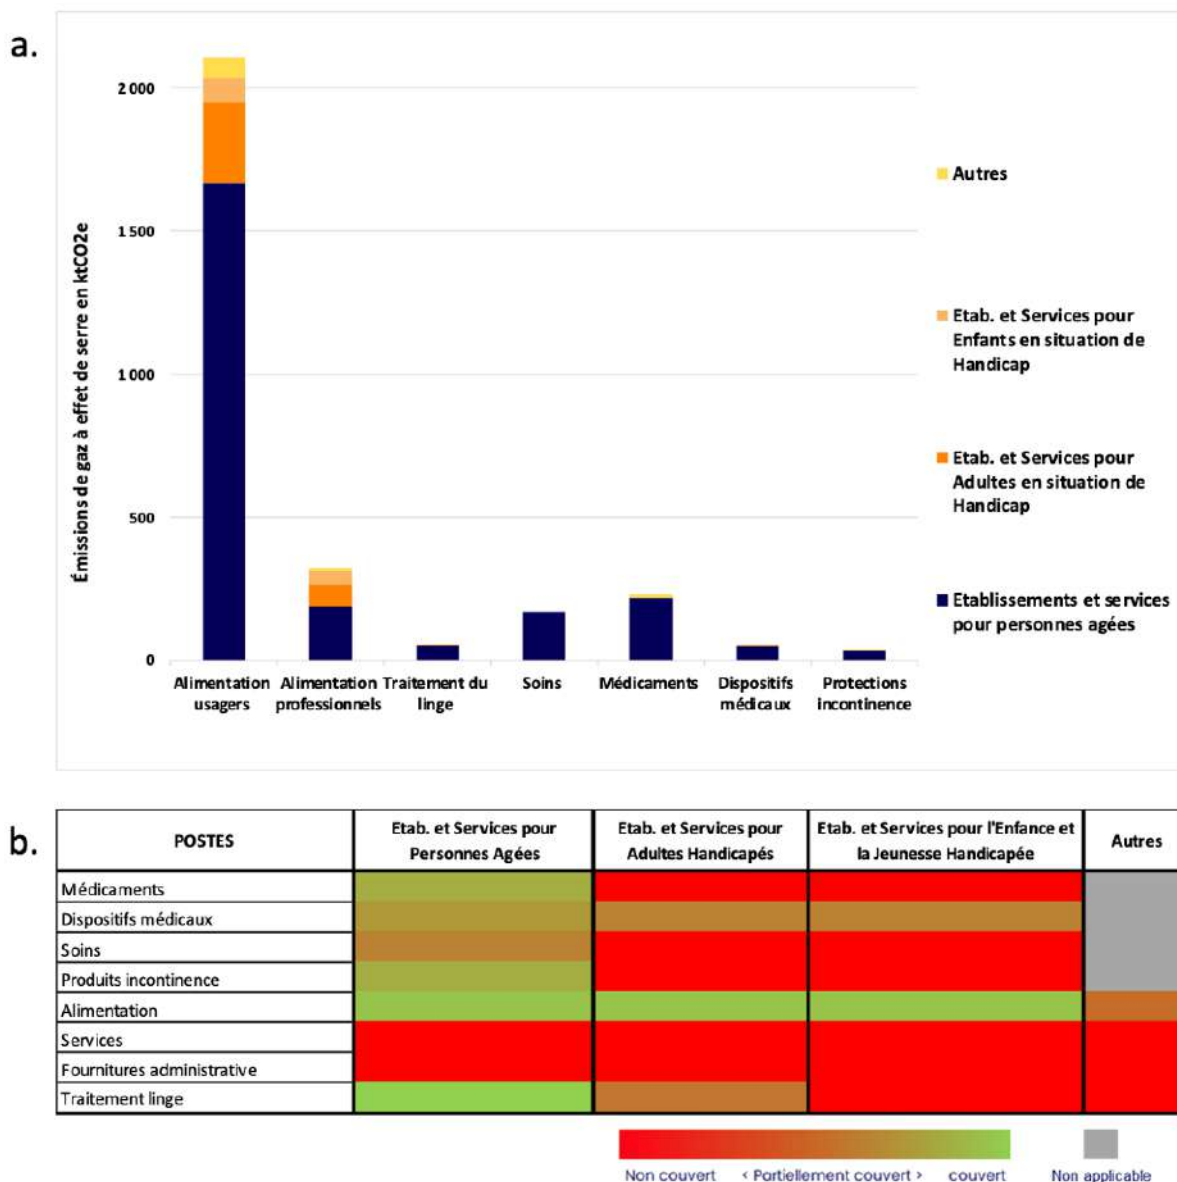 a.
Émissions de gaz à effet de serre en ktCO2e
2 000
1 500
1 000
500
0
Alimentation
usagers
Alimentation
professionnels
Traitement du
linge
Soins
Médicaments
Dispositifs
médicaux
Protections
incontinence
Autres
Etab. et Services pour
Enfants en situation de
Handicap
Etab. et Services pour
Adultes en situation de
Handicap
Etablissements et services
pour personnes agées
b.
POSTES
Etab. et Services pour
Personnes Agées
Etab. et Services pour
Adultes Handicapés
Etab. et Services pour l'Enfance et
la Jeunesse Handicapée
Autres
Médicaments
Dispositifs médicaux
Soins
Produits incontinence
Alimentation
Services
Fournitures administrative
Traitement linge
Non couvert < Partiellement couvert > couvert Non applicable